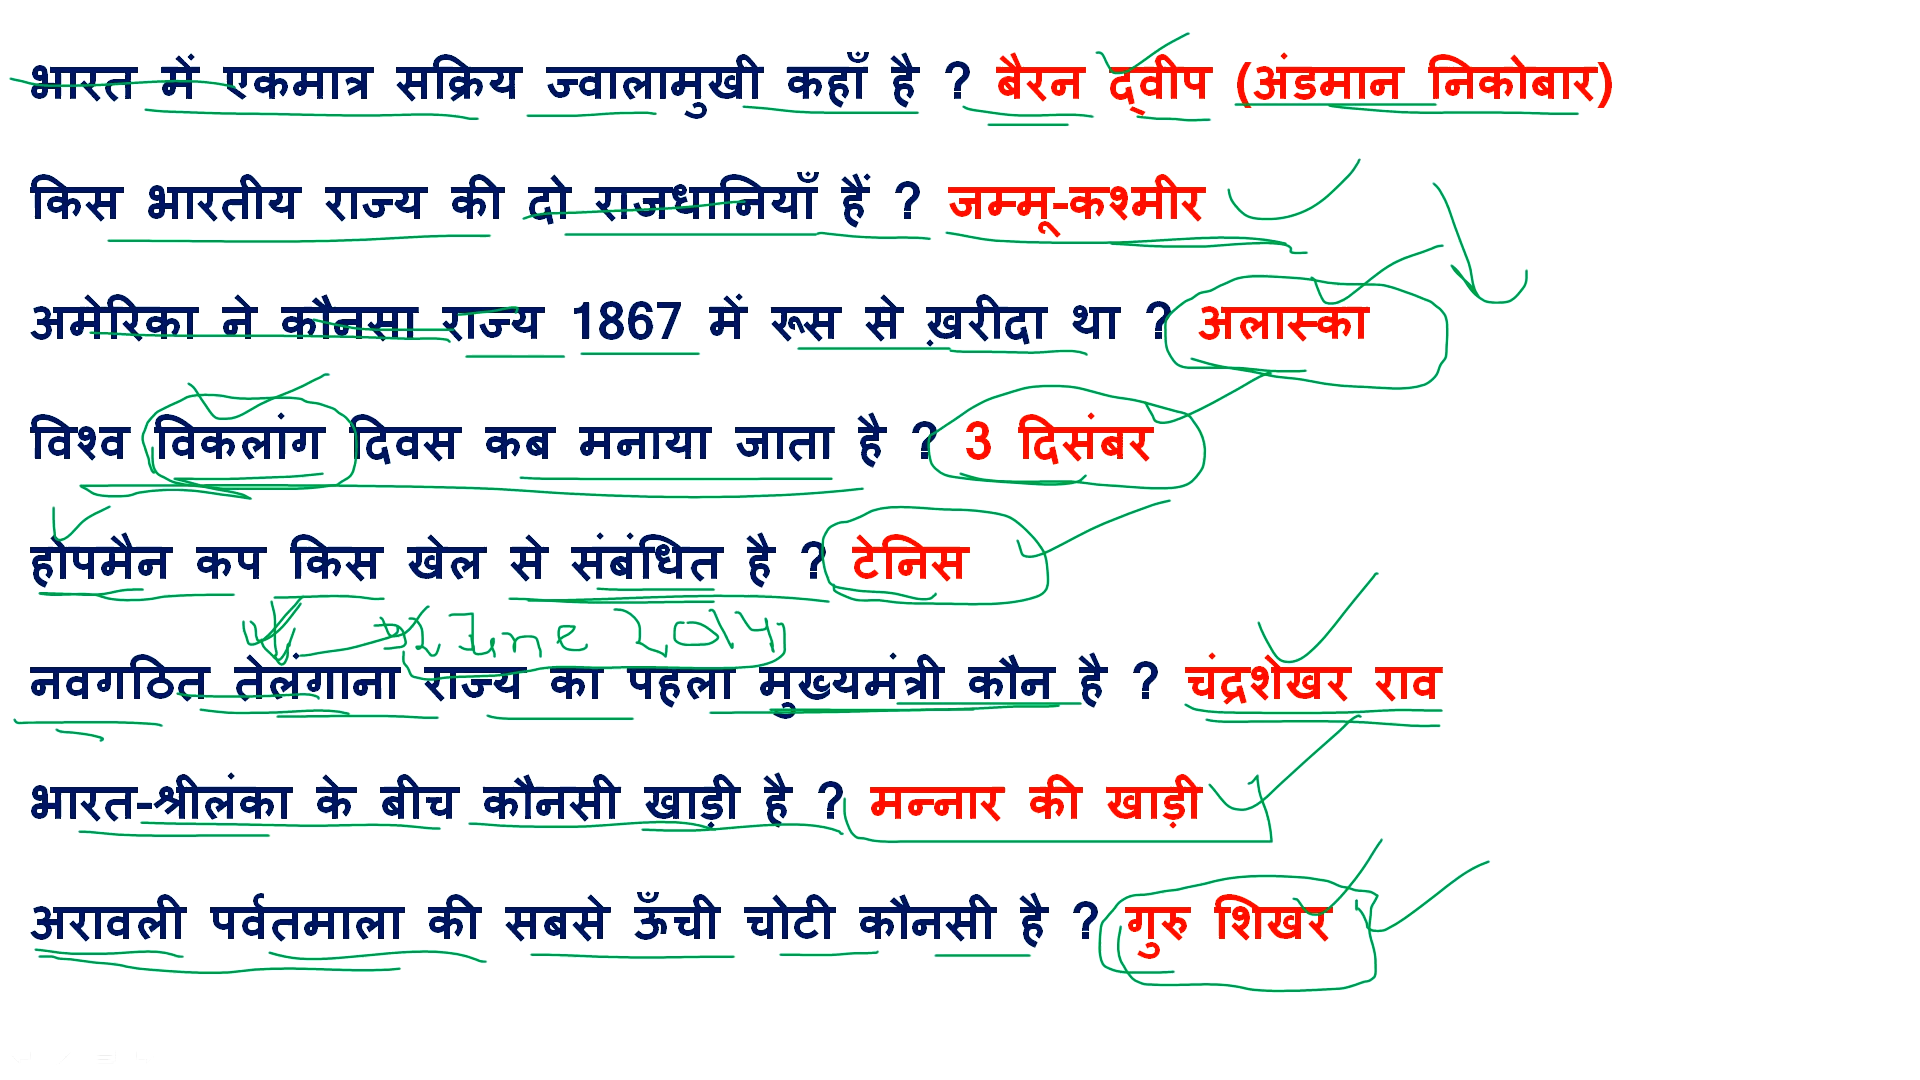 भारत में एकमात्र सक्रिय ज्वालामुखी कहाँ है ? बैरन द्वीप (अंडमान निकोबार)
किस भारतीय राज्य की दो राजधानियाँ हैं ? जम्मू-कश्मीर
अमेरिका ने कौनसा राज्य 1867 में रूस से ख़रीदा था ? अलास्का
विश्व विकलांग दिवस कब मनाया जाता है ? 3 दिसंबर
होपमैन कप किस खेल से संबंधित है ? टेनिस
2 June 2014
नवगठित तेलंगाना राज्य का पहला मुख्यमंत्री कौन है ? चंद्रशेखर राव
भारत-श्रीलंका के बीच कौनसी खाड़ी है ? मन्नार की खाड़ी
अरावली पर्वतमाला की सबसे ऊँची चोटी कौनसी है ? गुरु शिखर